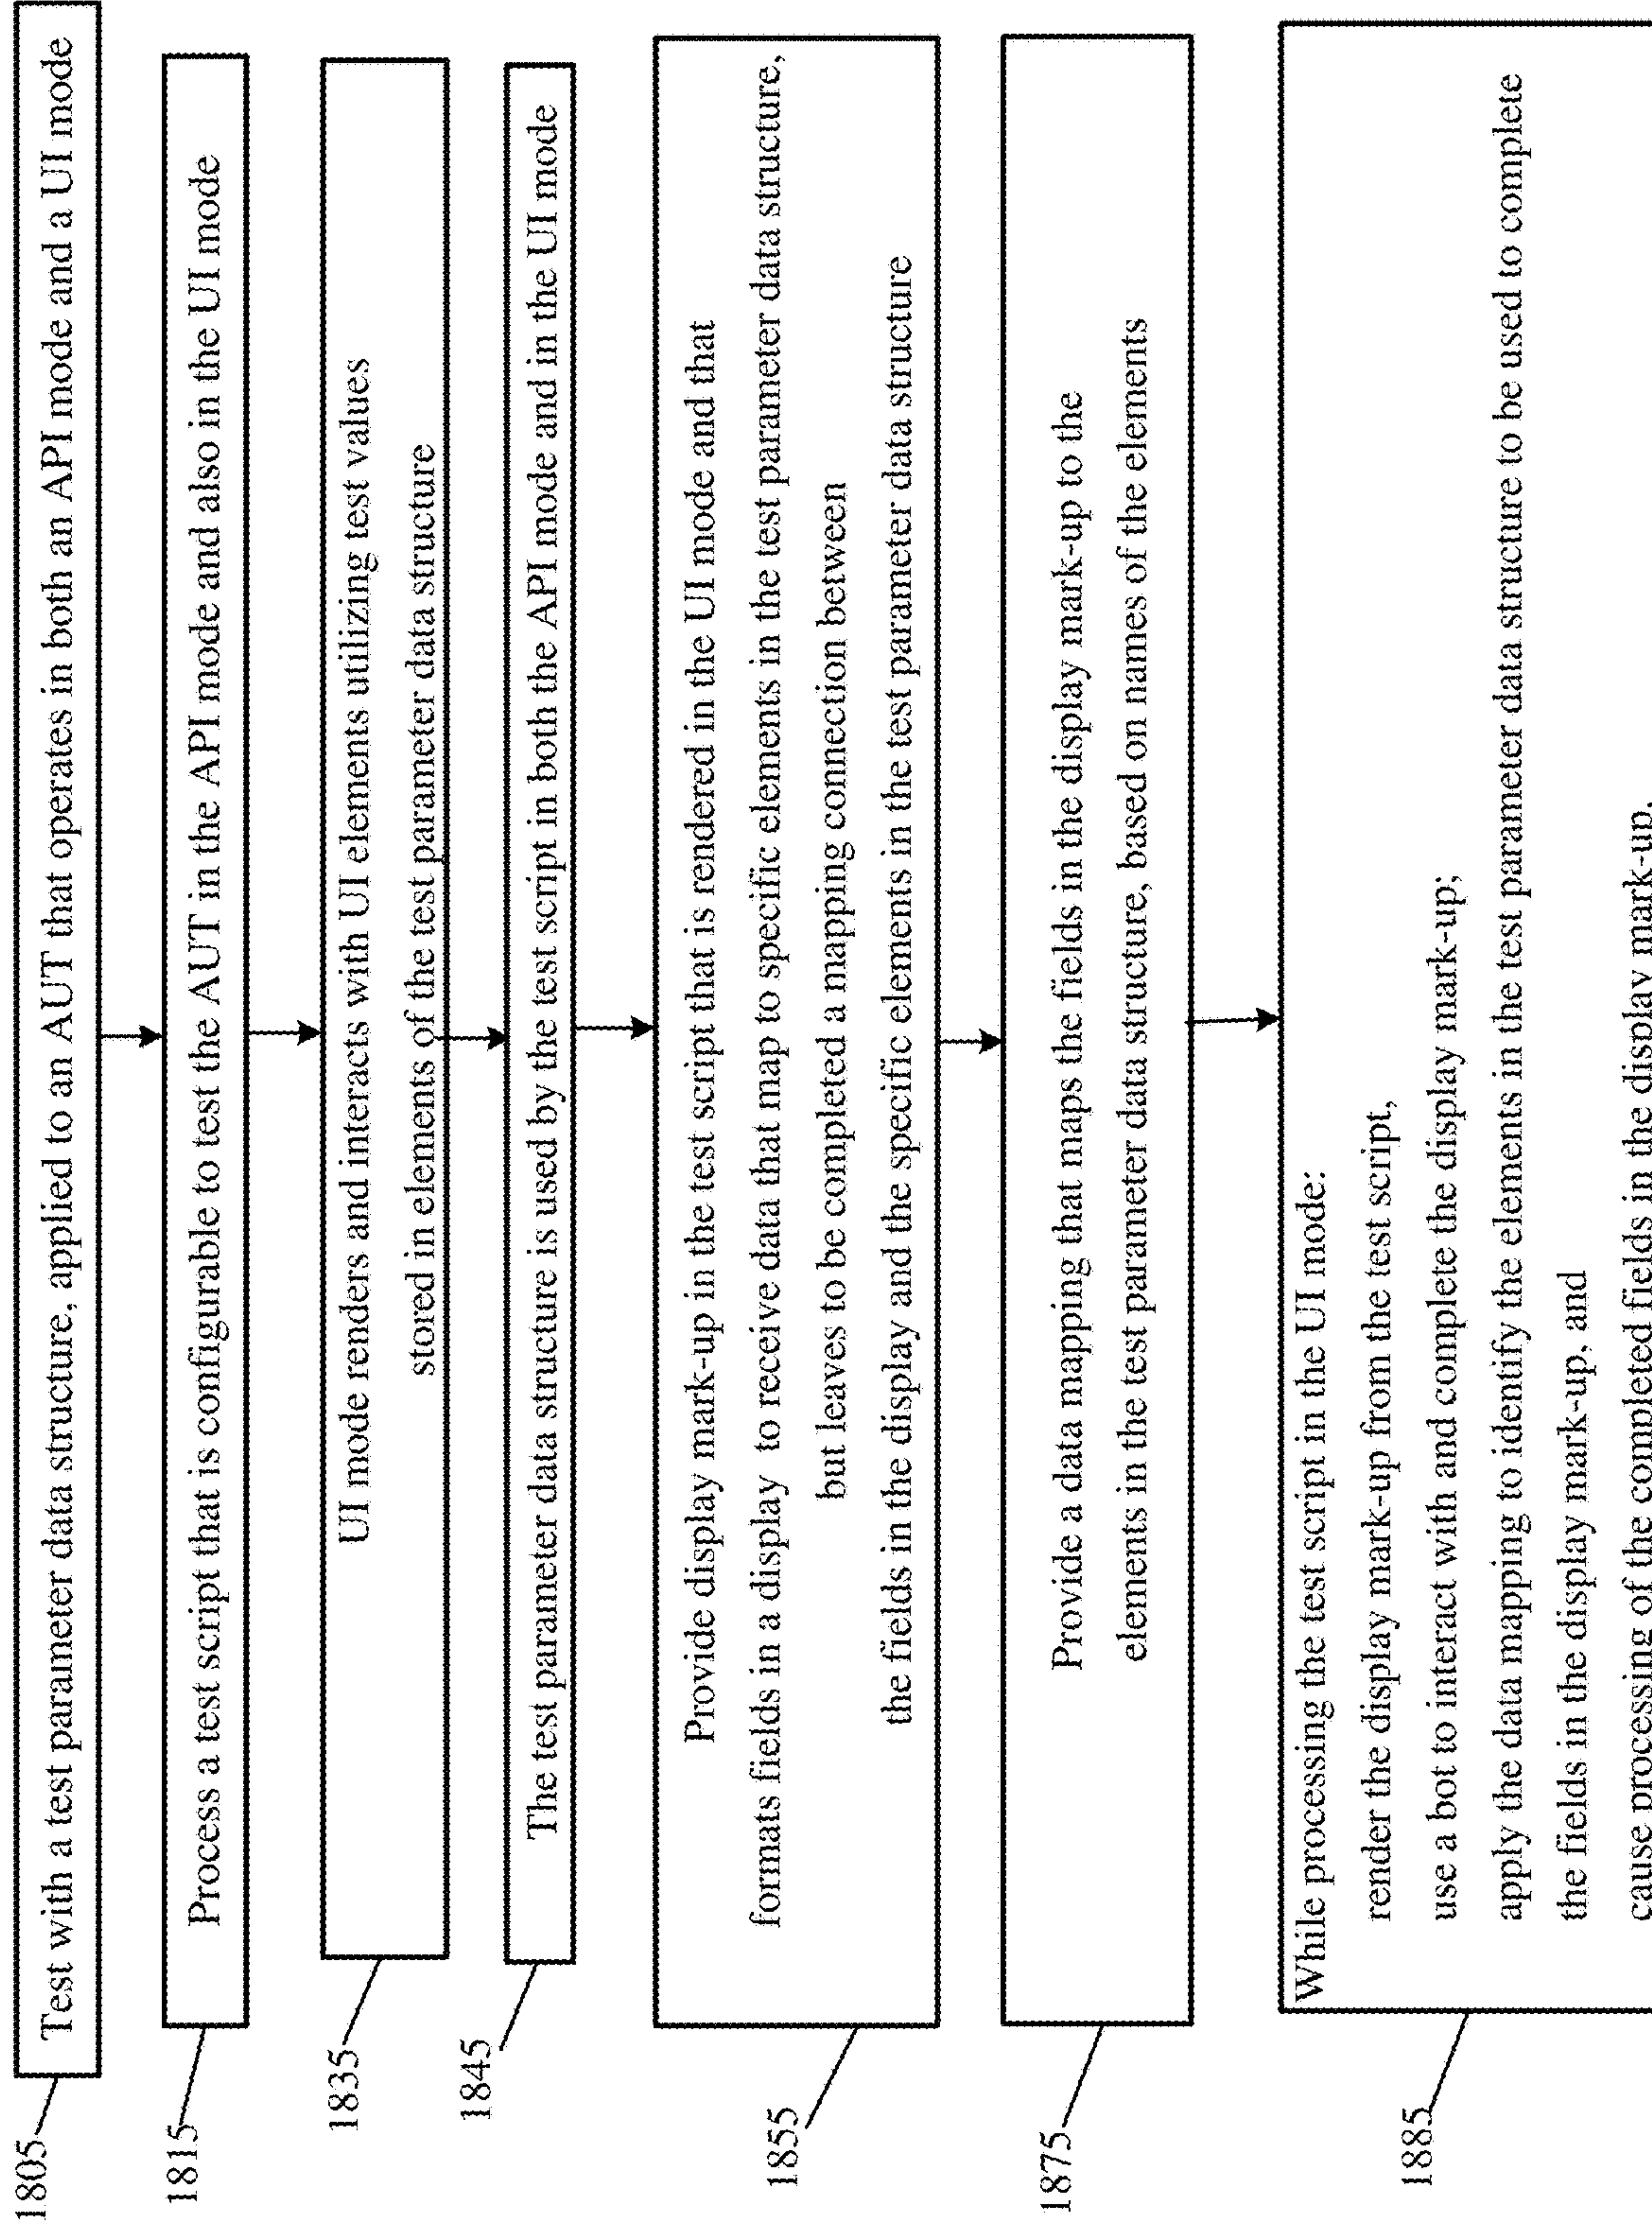 1805
Test with a test parameter data structure, applied to an AUT that operates in both an API mode and a UI mode
1815
Process a test script that is configurable to test the AUT in the API mode and also in the UI mode
1835
UI mode renders and interacts with UI elements utilizing test values
stored in elements of the test parameter data structure
1845
The test parameter data structure is used by the test script in both the API mode and in the UI mode
1855
Provide display mark-up in the test script that is rendered in the UI mode and that
formats fields in a display to receive data that map to specific elements in the test parameter data structure,
but leaves to be completed a mapping connection between
the fields in the display and the specific elements in the test parameter data structure
1875
Provide a data mapping that maps the fields in the display mark-up to the
elements in the test parameter data structure, based on names of the elements
1885
While processing the test script in the UI mode:
render the display mark-up from the test script,
use a bot to interact with and complete the display mark-up;
apply the data mapping to identify the elements in the test parameter data structure to be used to complete
the fields in the display mark-up, and
cause processing of the completed fields in the display mark-up.